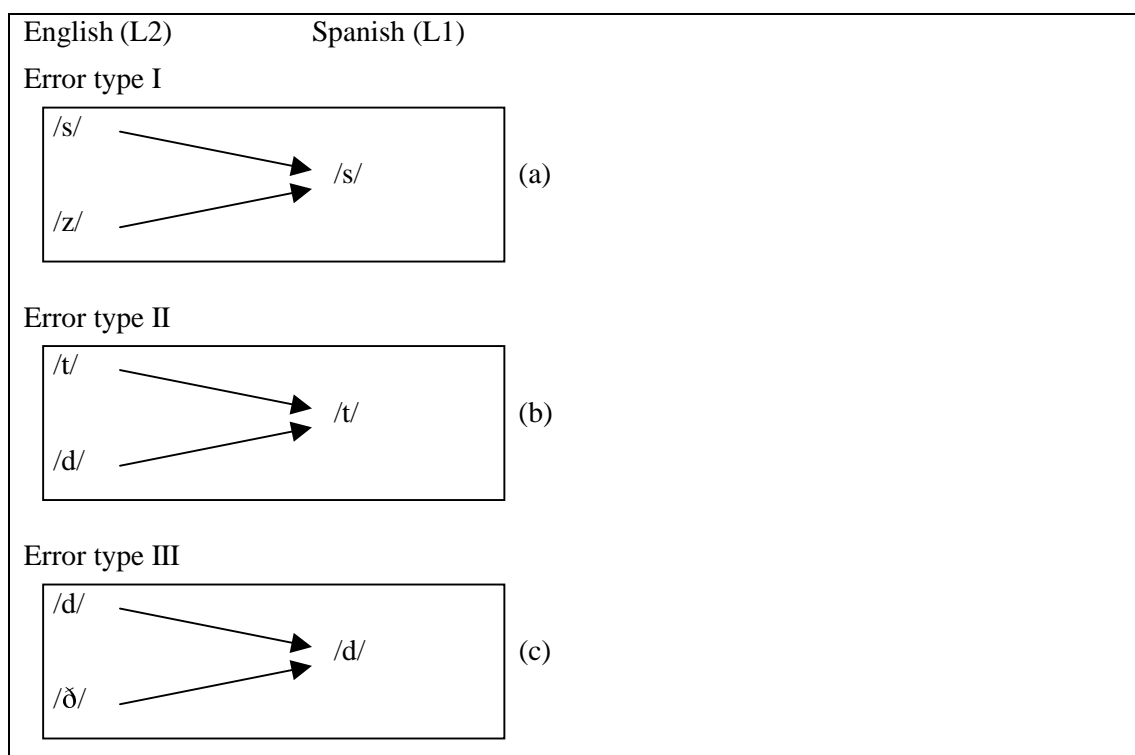 English (L2) Spanish (L1)
Error type I
/s/
/s/ (a)
/z/
Error type II
/t/
/t/ (b)
/d/
Error type III
/d/
/d/ (c)
/ð/